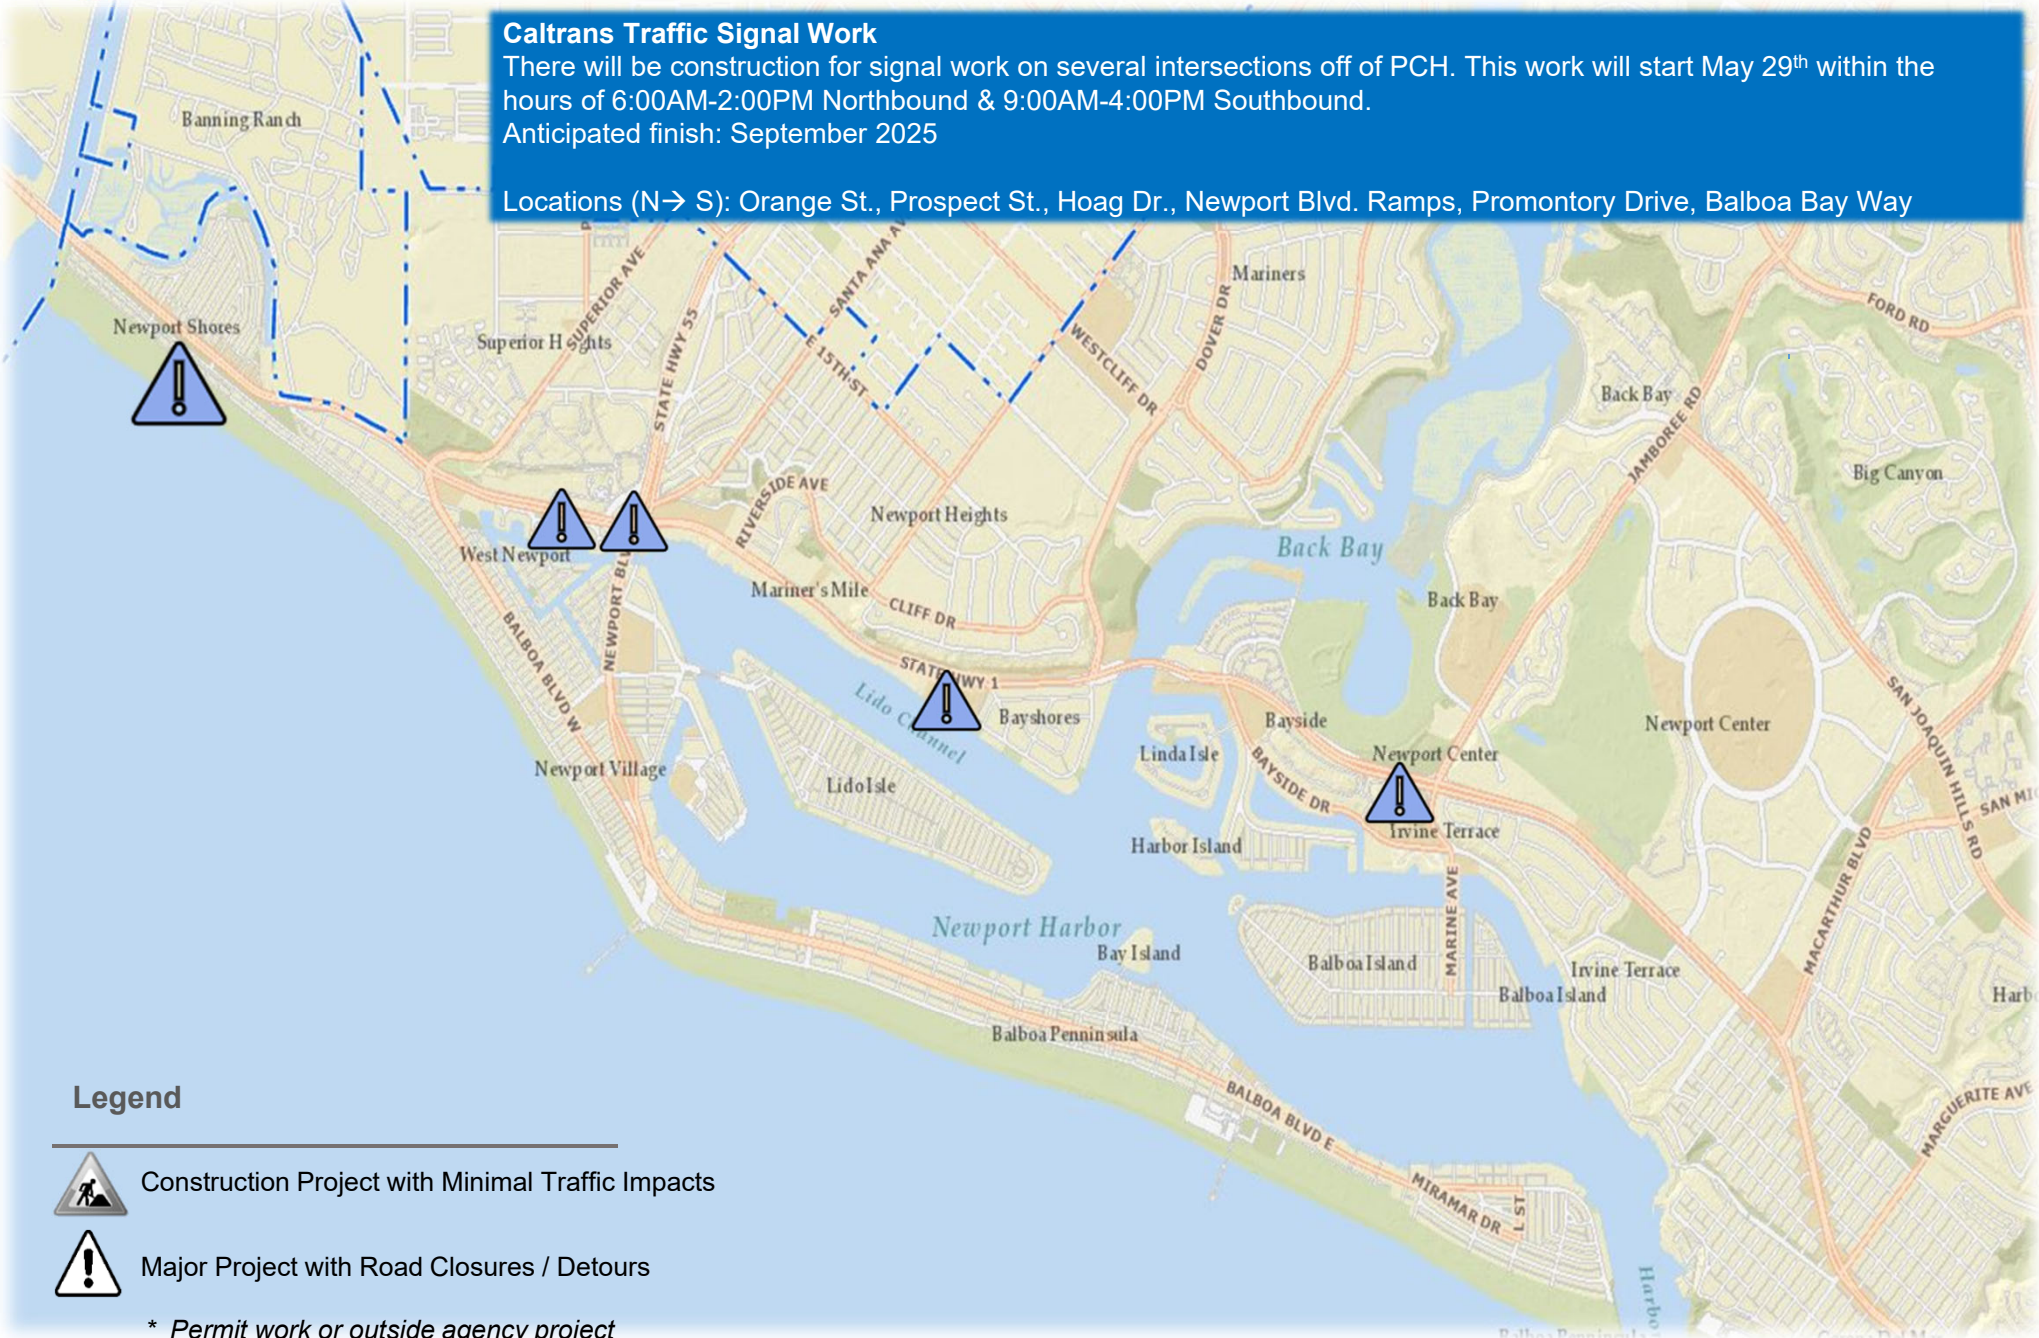 Caltrans Traffic Signal Work
There will be construction for signal work on several intersections off of PCH. This work will start May 29th within the
hours of 6:00AM-2:00PM Northbound & 9:00AM-4:00PM Southbound.
Anticipated finish: September 2025
Locations (N→ S): Orange St., Prospect St., Hoag Dr., Newport Blvd. Ramps, Promontory Drive, Balboa Bay Way
Banning Ranch
Newport Shores
Superior Heights
SUPERIOR AVE
STATE HWY 55
SANTA ANA AV
E 15TH ST
WESTCLIFF DR
DOVER DR
Mariners
FORD RD
Back Bay
JAMBOREE RD
Big Canyon
RIVERSIDE AVE
Newport Heights
Back Bay
West Newport
NEWPORT BLV
Mariner's Mile
CLIFF DR
Back Bay
BALBOA BLVD W
STATE HWY 1
Lido Channel
Bayshores
Bayside
Newport Center
SAN JOAQUIN HILLS RD
Linda Isle
BAYSIDE DR
Newport Center
Newport Village
Lido Isle
SAN MI
Harbor Island
Irvine Terrace
MACARTHUR BLVD
MARINE AVE
Newport Harbor
Bay Island
Balboa Island
Irvine Terrace
Balboa Island
Harb
Balboa Penninsula
BALBOA BLVD E
MARGUERITE AVE
MIRAMAR DR
L ST
Harbo
Legend
Construction Project with Minimal Traffic Impacts
Major Project with Road Closures / Detours
* Permit work or outside agency project